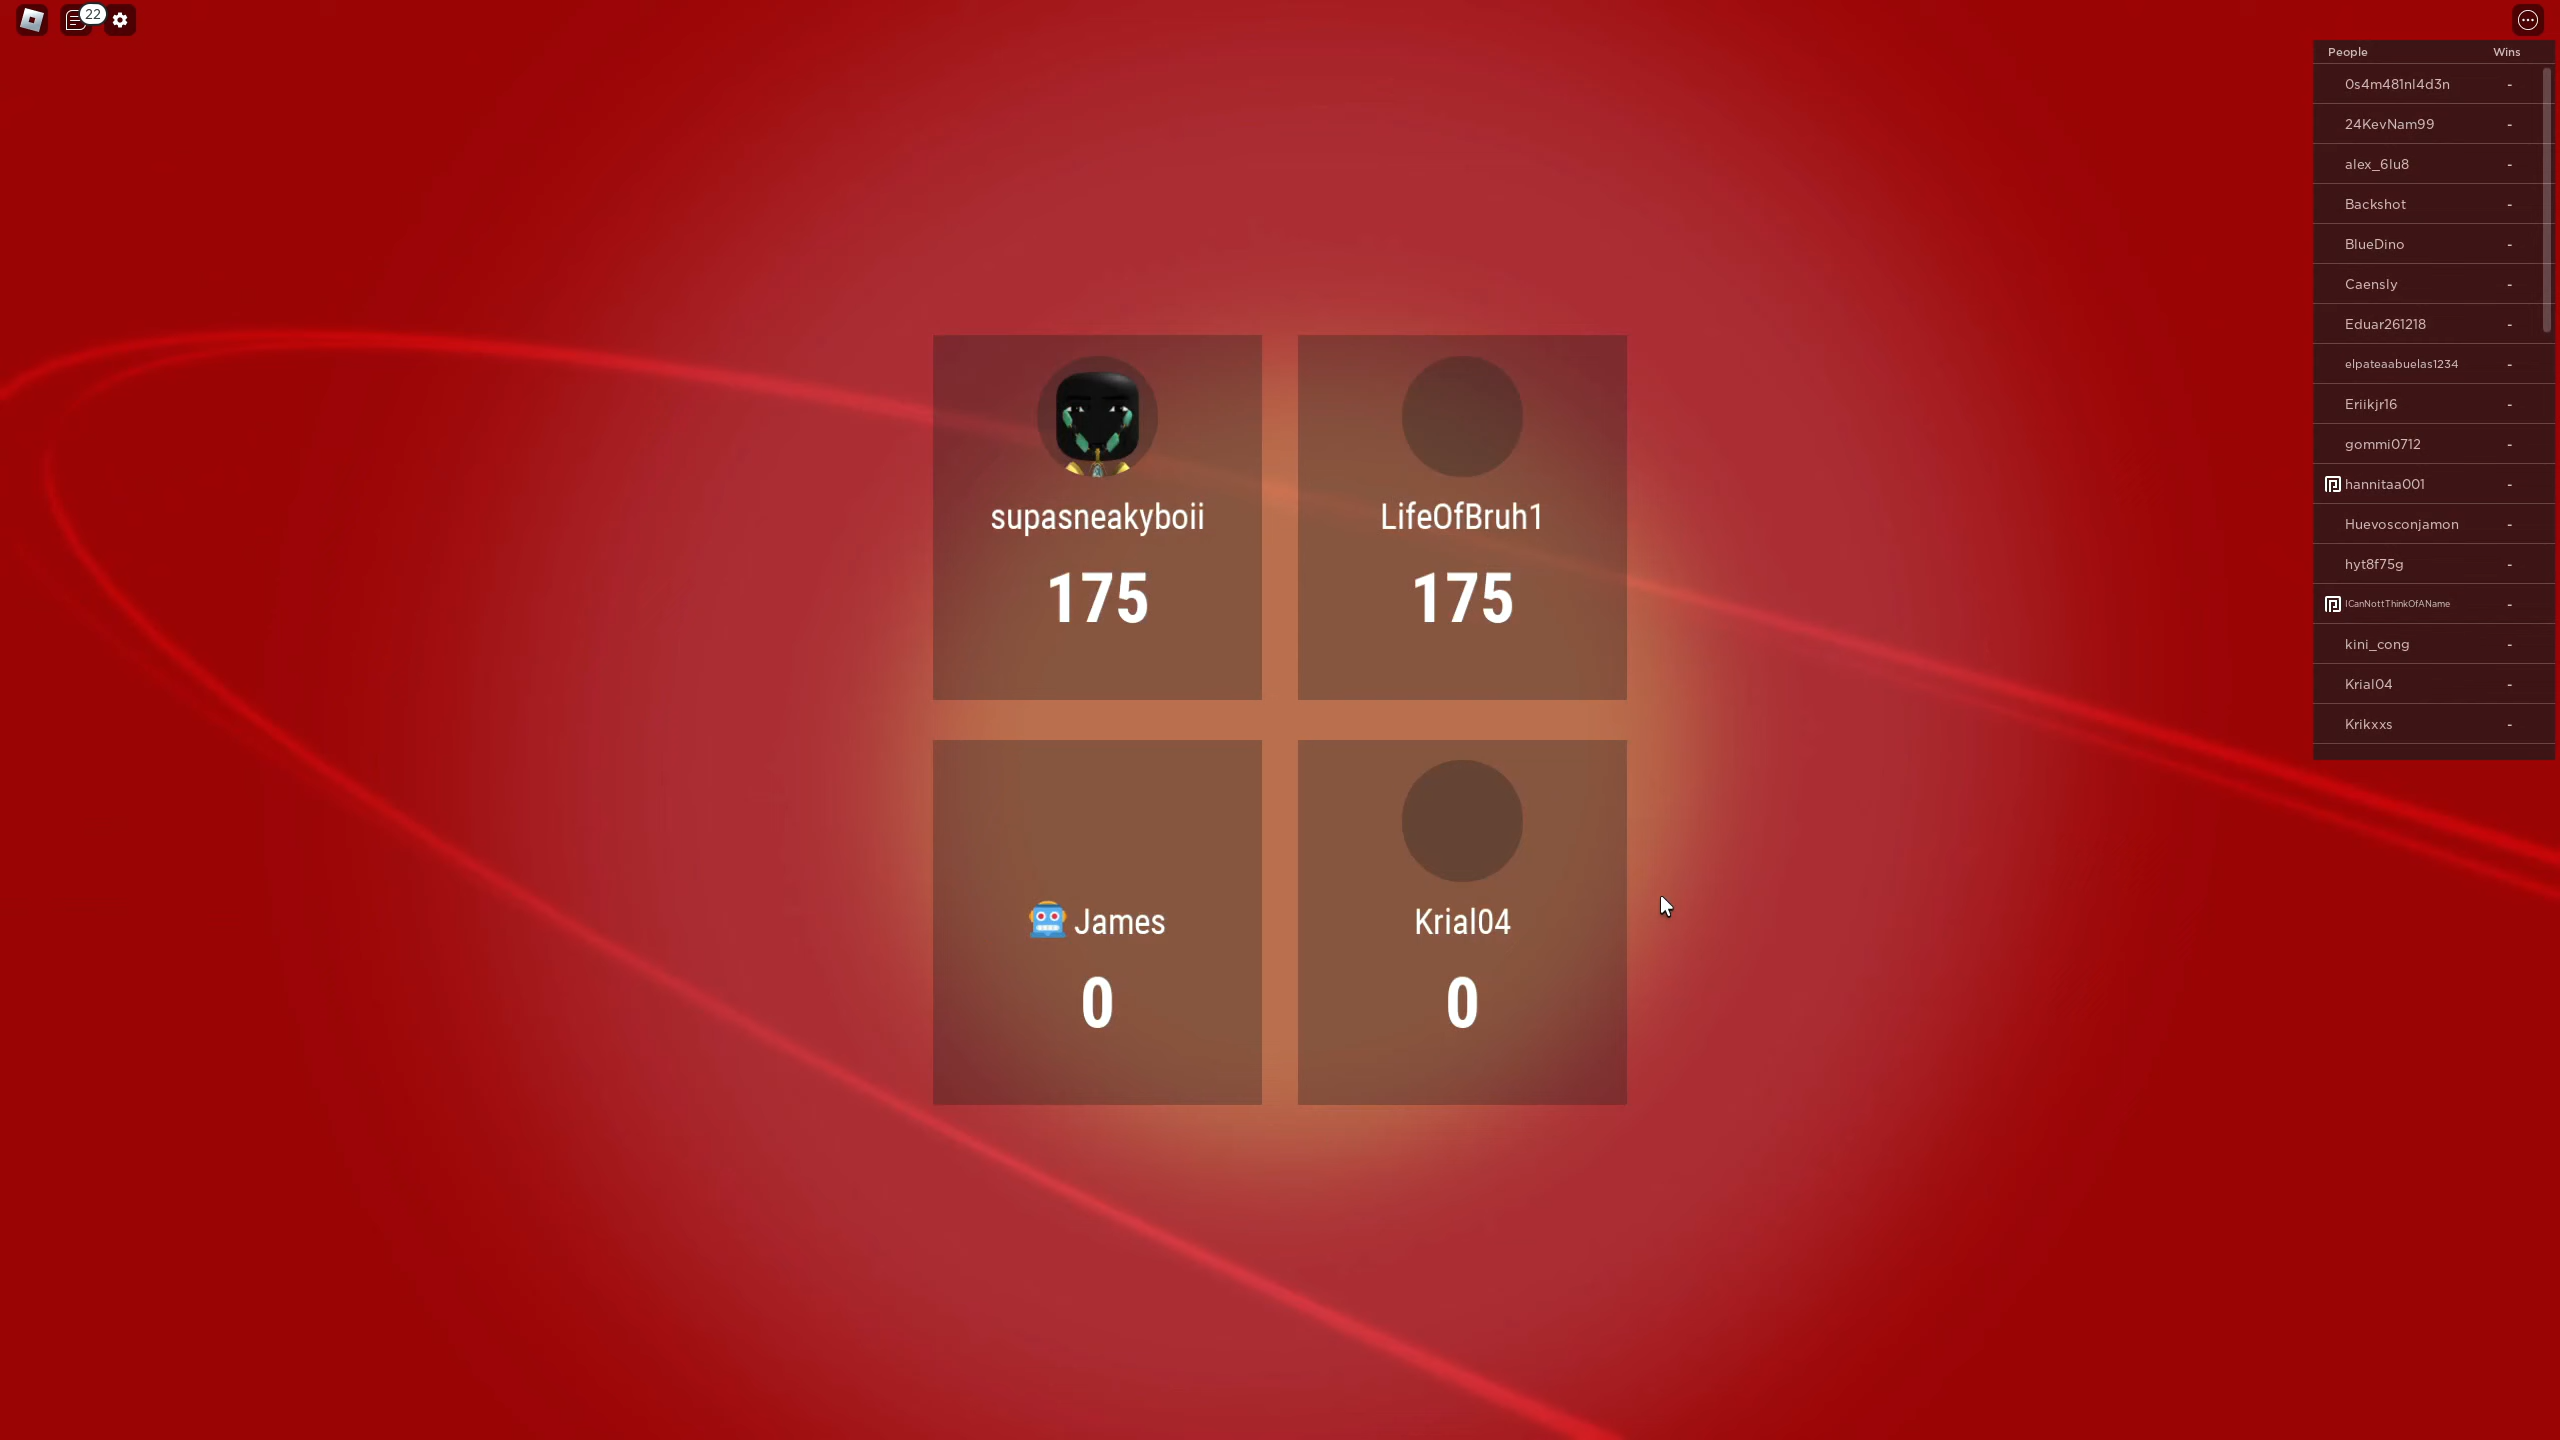 22
People Wins
0s4m481nl4d3n -
24KevNam99 -
alex_6lu8 -
Backshot -
BlueDino -
Caensly -
Eduar261218 -
elpateaabuelas1234 -
Eriikjr16 -
gommi0712 -
hannitaa001 -
Huevosconjamon -
hyt8f75g -
ICanNottThinkOfAName -
kini_cong -
Krial04 -
Krikxxs -
supasneakyboii
175
LifeOfBruh1
175
🤖 James
0
Krial04
0